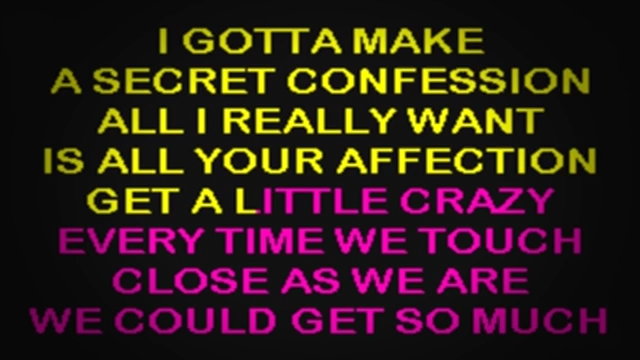 I GOTTA MAKE
A SECRET CONFESSION
ALL I REALLY WANT
IS ALL YOUR AFFECTION
GET A LITTLE CRAZY
EVERY TIME WE TOUCH
CLOSE AS WE ARE
WE COULD GET SO MUCH